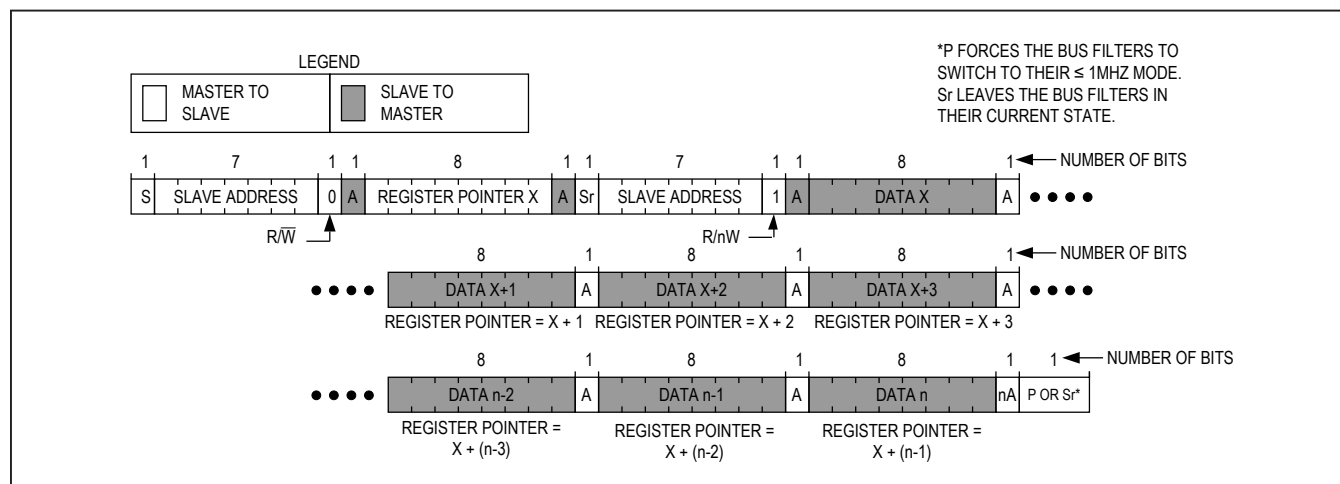 LEGEND
MASTER TO
SLAVE
SLAVE TO
MASTER
*P FORCES THE BUS FILTERS TO
SWITCH TO THEIR ≤ 1MHZ MODE.
Sr LEAVES THE BUS FILTERS IN
THEIR CURRENT STATE.
1 7 1 1 8 1 1 7 1 1 8 1 NUMBER OF BITS
S SLAVE ADDRESS 0 A REGISTER POINTER X A Sr SLAVE ADDRESS 1 A DATA X A
R/W̅ R/nW
8 1 8 1 8 1 NUMBER OF BITS
DATA X+1 A DATA X+2 A DATA X+3 A
REGISTER POINTER = X + 1 REGISTER POINTER = X + 2 REGISTER POINTER = X + 3
8 1 8 1 8 1 1 NUMBER OF BITS
DATA n-2 A DATA n-1 A DATA n nA P OR Sr*
REGISTER POINTER = REGISTER POINTER = REGISTER POINTER =
X + (n-3) X + (n-2) X + (n-1)